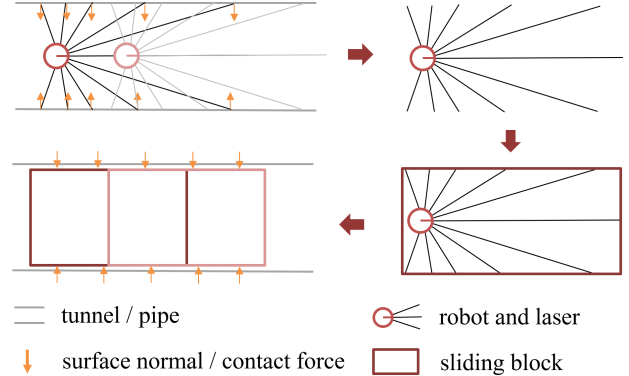 tunnel / pipe
robot and laser
surface normal / contact force
sliding block